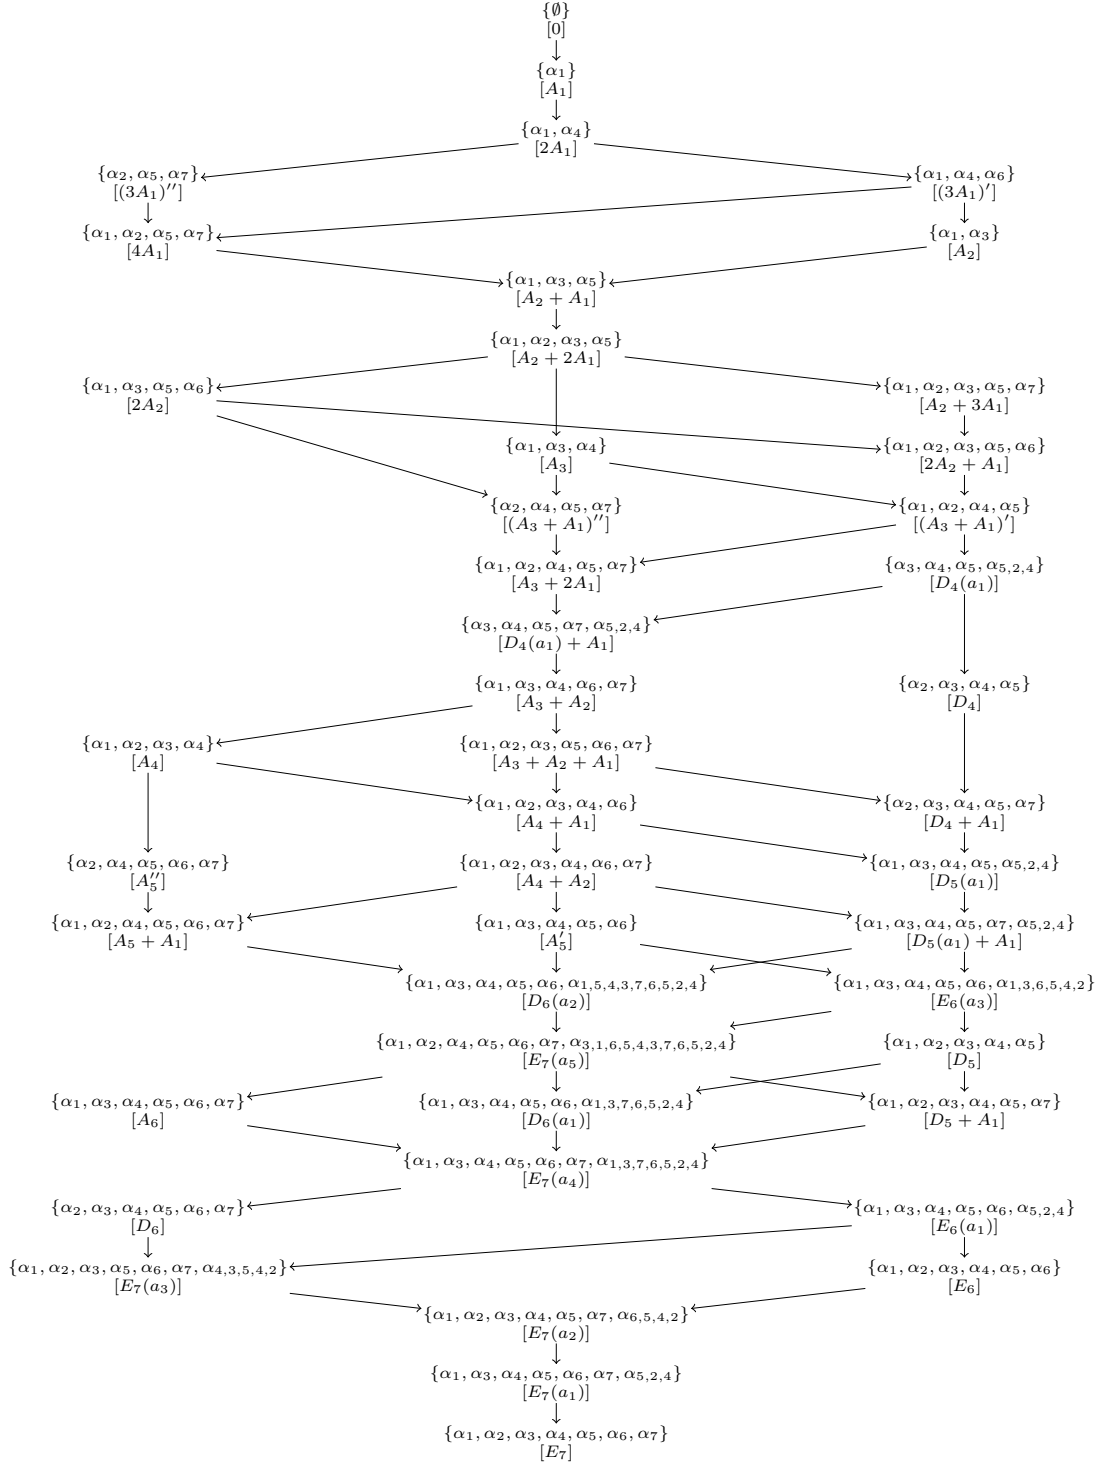 {∅}
[0]
{α₁}
[A₁]
{α₁, α₄}
[2A₁]
{α₂, α₅, α₇}
[(3A₁)′′]
{α₁, α₄, α₆}
[(3A₁)′]
{α₁, α₂, α₅, α₇}
[4A₁]
{α₁, α₃}
[A₂]
{α₁, α₃, α₅}
[A₂ + A₁]
{α₁, α₂, α₃, α₅}
[A₂ + 2A₁]
{α₁, α₃, α₅, α₆}
[2A₂]
{α₁, α₂, α₃, α₅, α₇}
[A₂ + 3A₁]
{α₁, α₃, α₄}
[A₃]
{α₁, α₂, α₃, α₅, α₆}
[2A₂ + A₁]
{α₂, α₄, α₅, α₇}
[(A₃ + A₁)′′]
{α₁, α₂, α₄, α₅}
[(A₃ + A₁)′]
{α₁, α₂, α₄, α₅, α₇}
[A₃ + 2A₁]
{α₃, α₄, α₅, α₅,₂,₄}
[D₄(a₁)]
{α₃, α₄, α₅, α₇, α₅,₂,₄}
[D₄(a₁) + A₁]
{α₁, α₃, α₄, α₆, α₇}
[A₃ + A₂]
{α₂, α₃, α₄, α₅}
[D₄]
{α₁, α₂, α₃, α₄}
[A₄]
{α₁, α₂, α₃, α₅, α₆, α₇}
[A₃ + A₂ + A₁]
{α₁, α₂, α₃, α₄, α₆}
[A₄ + A₁]
{α₂, α₃, α₄, α₅, α₇}
[D₄ + A₁]
{α₂, α₄, α₅, α₆, α₇}
[A₅′′]
{α₁, α₂, α₃, α₄, α₆, α₇}
[A₄ + A₂]
{α₁, α₃, α₄, α₅, α₅,₂,₄}
[D₅(a₁)]
{α₁, α₂, α₄, α₅, α₆, α₇}
[A₅ + A₁]
{α₁, α₃, α₄, α₅, α₆}
[A₅′]
{α₁, α₃, α₄, α₅, α₇, α₅,₂,₄}
[D₅(a₁) + A₁]
{α₁, α₃, α₄, α₅, α₆, α₁,₅,₄,₃,₇,₆,₅,₂,₄}
[D₆(a₂)]
{α₁, α₃, α₄, α₅, α₆, α₁,₃,₆,₅,₄,₂}
[E₆(a₃)]
{α₁, α₂, α₄, α₅, α₆, α₇, α₃,₁,₆,₅,₄,₃,₇,₆,₅,₂,₄}
[E₇(a₅)]
{α₁, α₂, α₃, α₄, α₅}
[D₅]
{α₁, α₃, α₄, α₅, α₆, α₇}
[A₆]
{α₁, α₃, α₄, α₅, α₆, α₁,₃,₇,₆,₅,₂,₄}
[D₆(a₁)]
{α₁, α₂, α₃, α₄, α₅, α₇}
[D₅ + A₁]
{α₁, α₃, α₄, α₅, α₆, α₇, α₁,₃,₇,₆,₅,₂,₄}
[E₇(a₄)]
{α₂, α₃, α₄, α₅, α₆, α₇}
[D₆]
{α₁, α₃, α₄, α₅, α₆, α₅,₂,₄}
[E₆(a₁)]
{α₁, α₂, α₃, α₅, α₆, α₇, α₄,₃,₅,₄,₂}
[E₇(a₃)]
{α₁, α₂, α₃, α₄, α₅, α₆}
[E₆]
{α₁, α₂, α₃, α₄, α₅, α₇, α₆,₅,₄,₂}
[E₇(a₂)]
{α₁, α₃, α₄, α₅, α₆, α₇, α₅,₂,₄}
[E₇(a₁)]
{α₁, α₂, α₃, α₄, α₅, α₆, α₇}
[E₇]